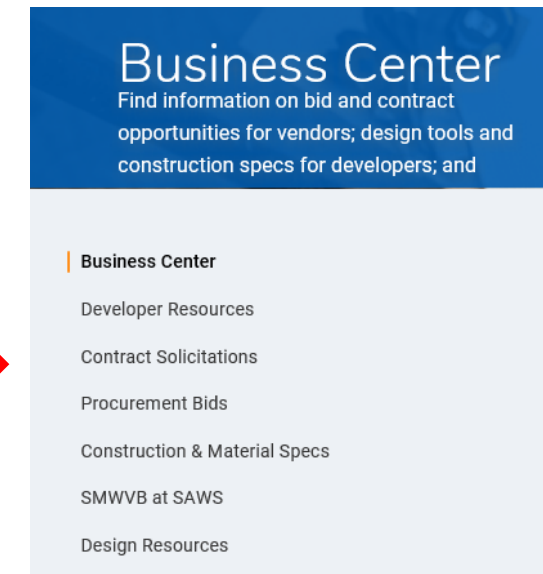 Business Center
Find information on bid and contract
opportunities for vendors; design tools and
construction specs for developers; and
Business Center
Developer Resources
Contract Solicitations
Procurement Bids
Construction & Material Specs
SMWVB at SAWS
Design Resources